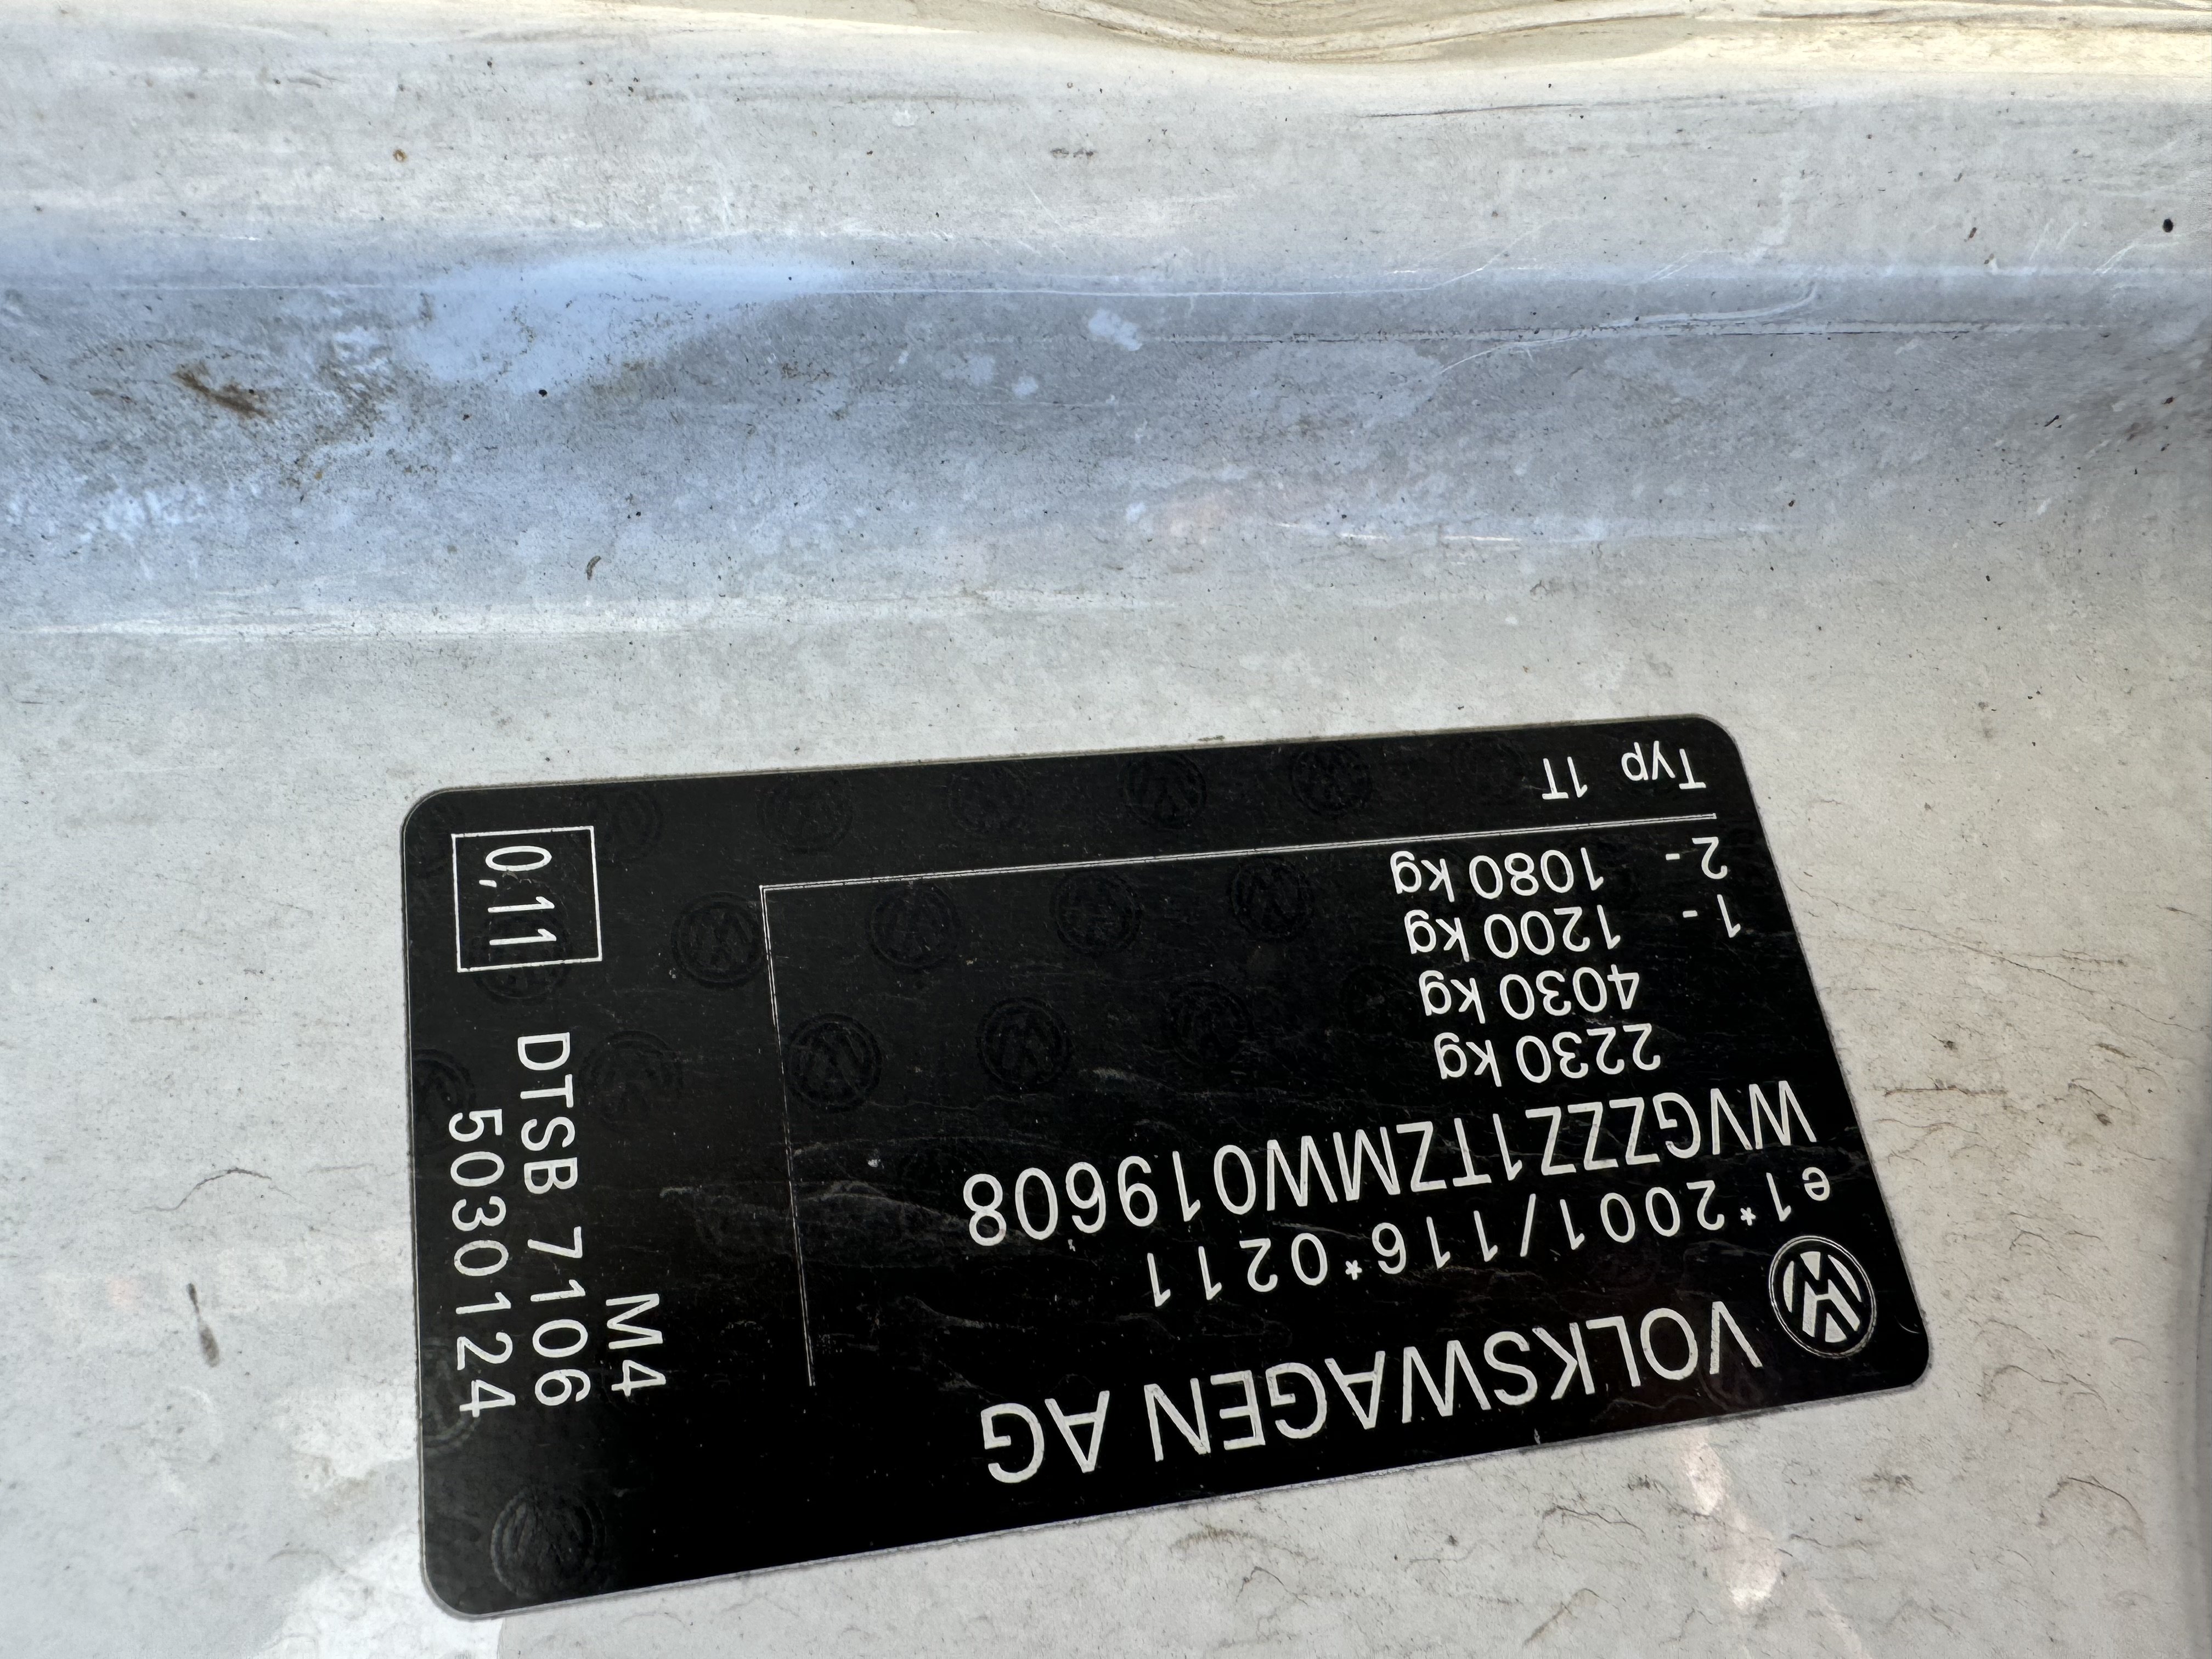 VOLKSWAGEN AG
e1*2001/116*0211
WVGZZZ1TZMW019608
2230 kg
4030 kg
1 - 1200 kg
2 - 1080 kg
Typ 1T
M4
DTSB 7106
5030124
0,11